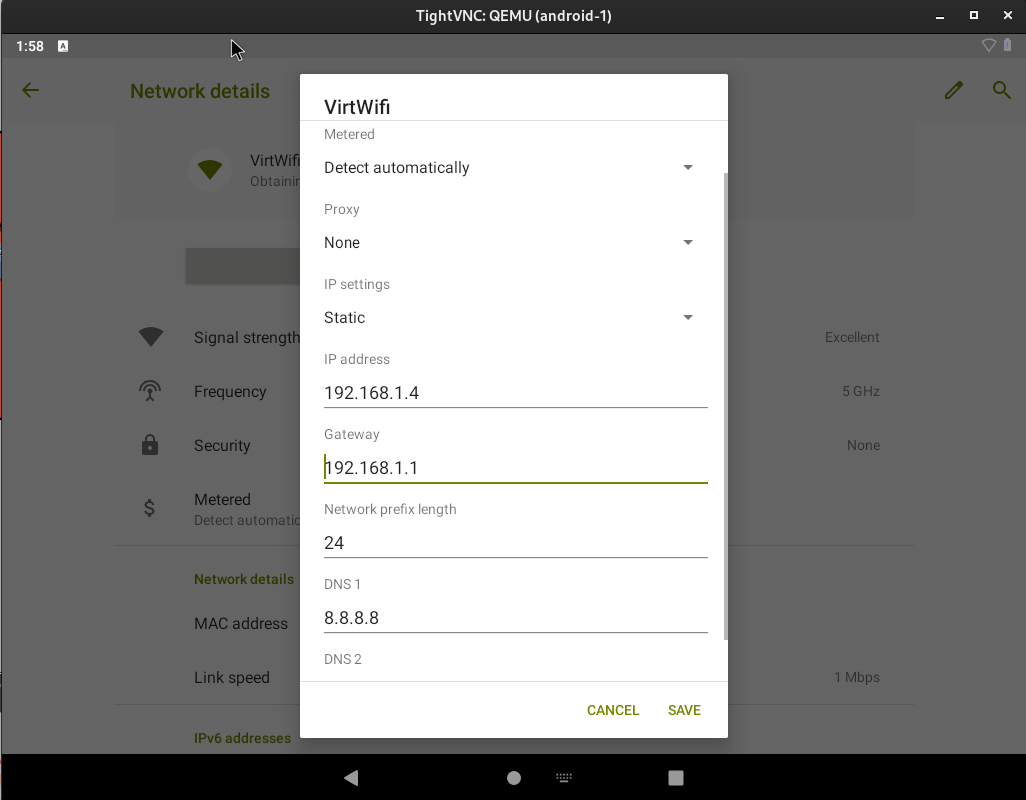 TightVNC: QEMU (android-1)
1:58 A
Network details
VirtWifi
Metered
Detect automatically
Proxy
None
IP settings
Static
IP address
192.168.1.4
Gateway
192.168.1.1
Network prefix length
24
DNS 1
8.8.8.8
DNS 2
CANCEL SAVE
VirtWifi
Signal strength Excellent
Frequency 5 GHz
Security None
Metered
Network details
MAC address
Link speed 1 Mbps
IPv6 addresses